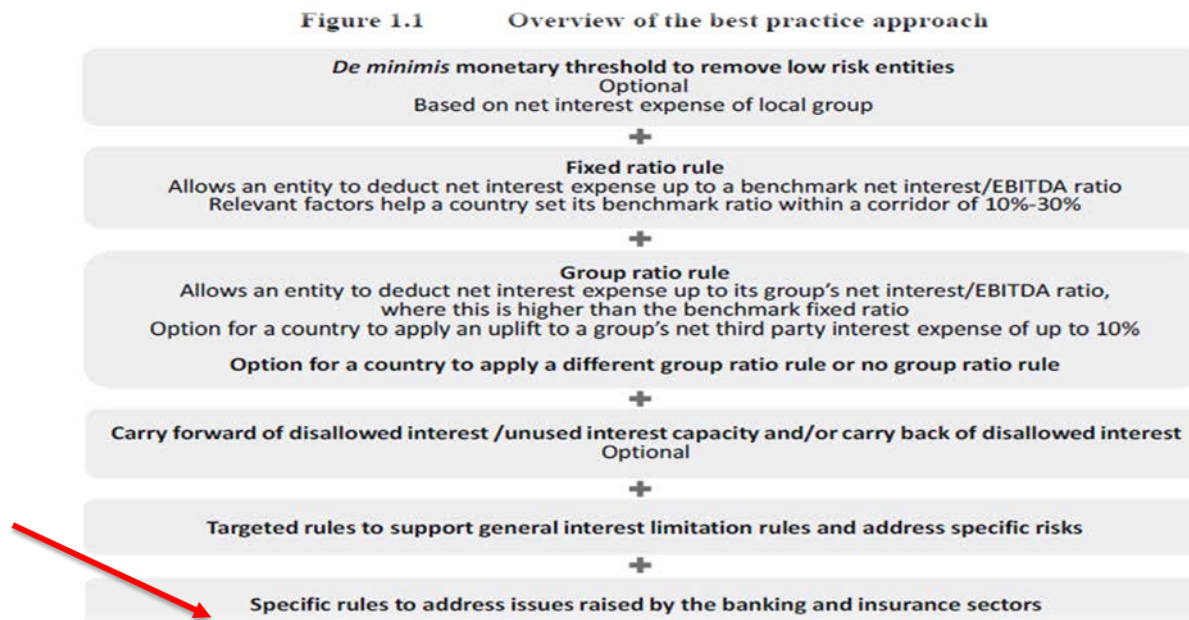 Figure 1.1 Overview of the best practice approach
De minimis monetary threshold to remove low risk entities
Optional
Based on net interest expense of local group
+
Fixed ratio rule
Allows an entity to deduct net interest expense up to a benchmark net interest/EBITDA ratio
Relevant factors help a country set its benchmark ratio within a corridor of 10%-30%
+
Group ratio rule
Allows an entity to deduct net interest expense up to its group's net interest/EBITDA ratio,
where this is higher than the benchmark fixed ratio
Option for a country to apply an uplift to a group's net third party interest expense of up to 10%
Option for a country to apply a different group ratio rule or no group ratio rule
+
Carry forward of disallowed interest /unused interest capacity and/or carry back of disallowed interest
Optional
+
Targeted rules to support general interest limitation rules and address specific risks
+
Specific rules to address issues raised by the banking and insurance sectors